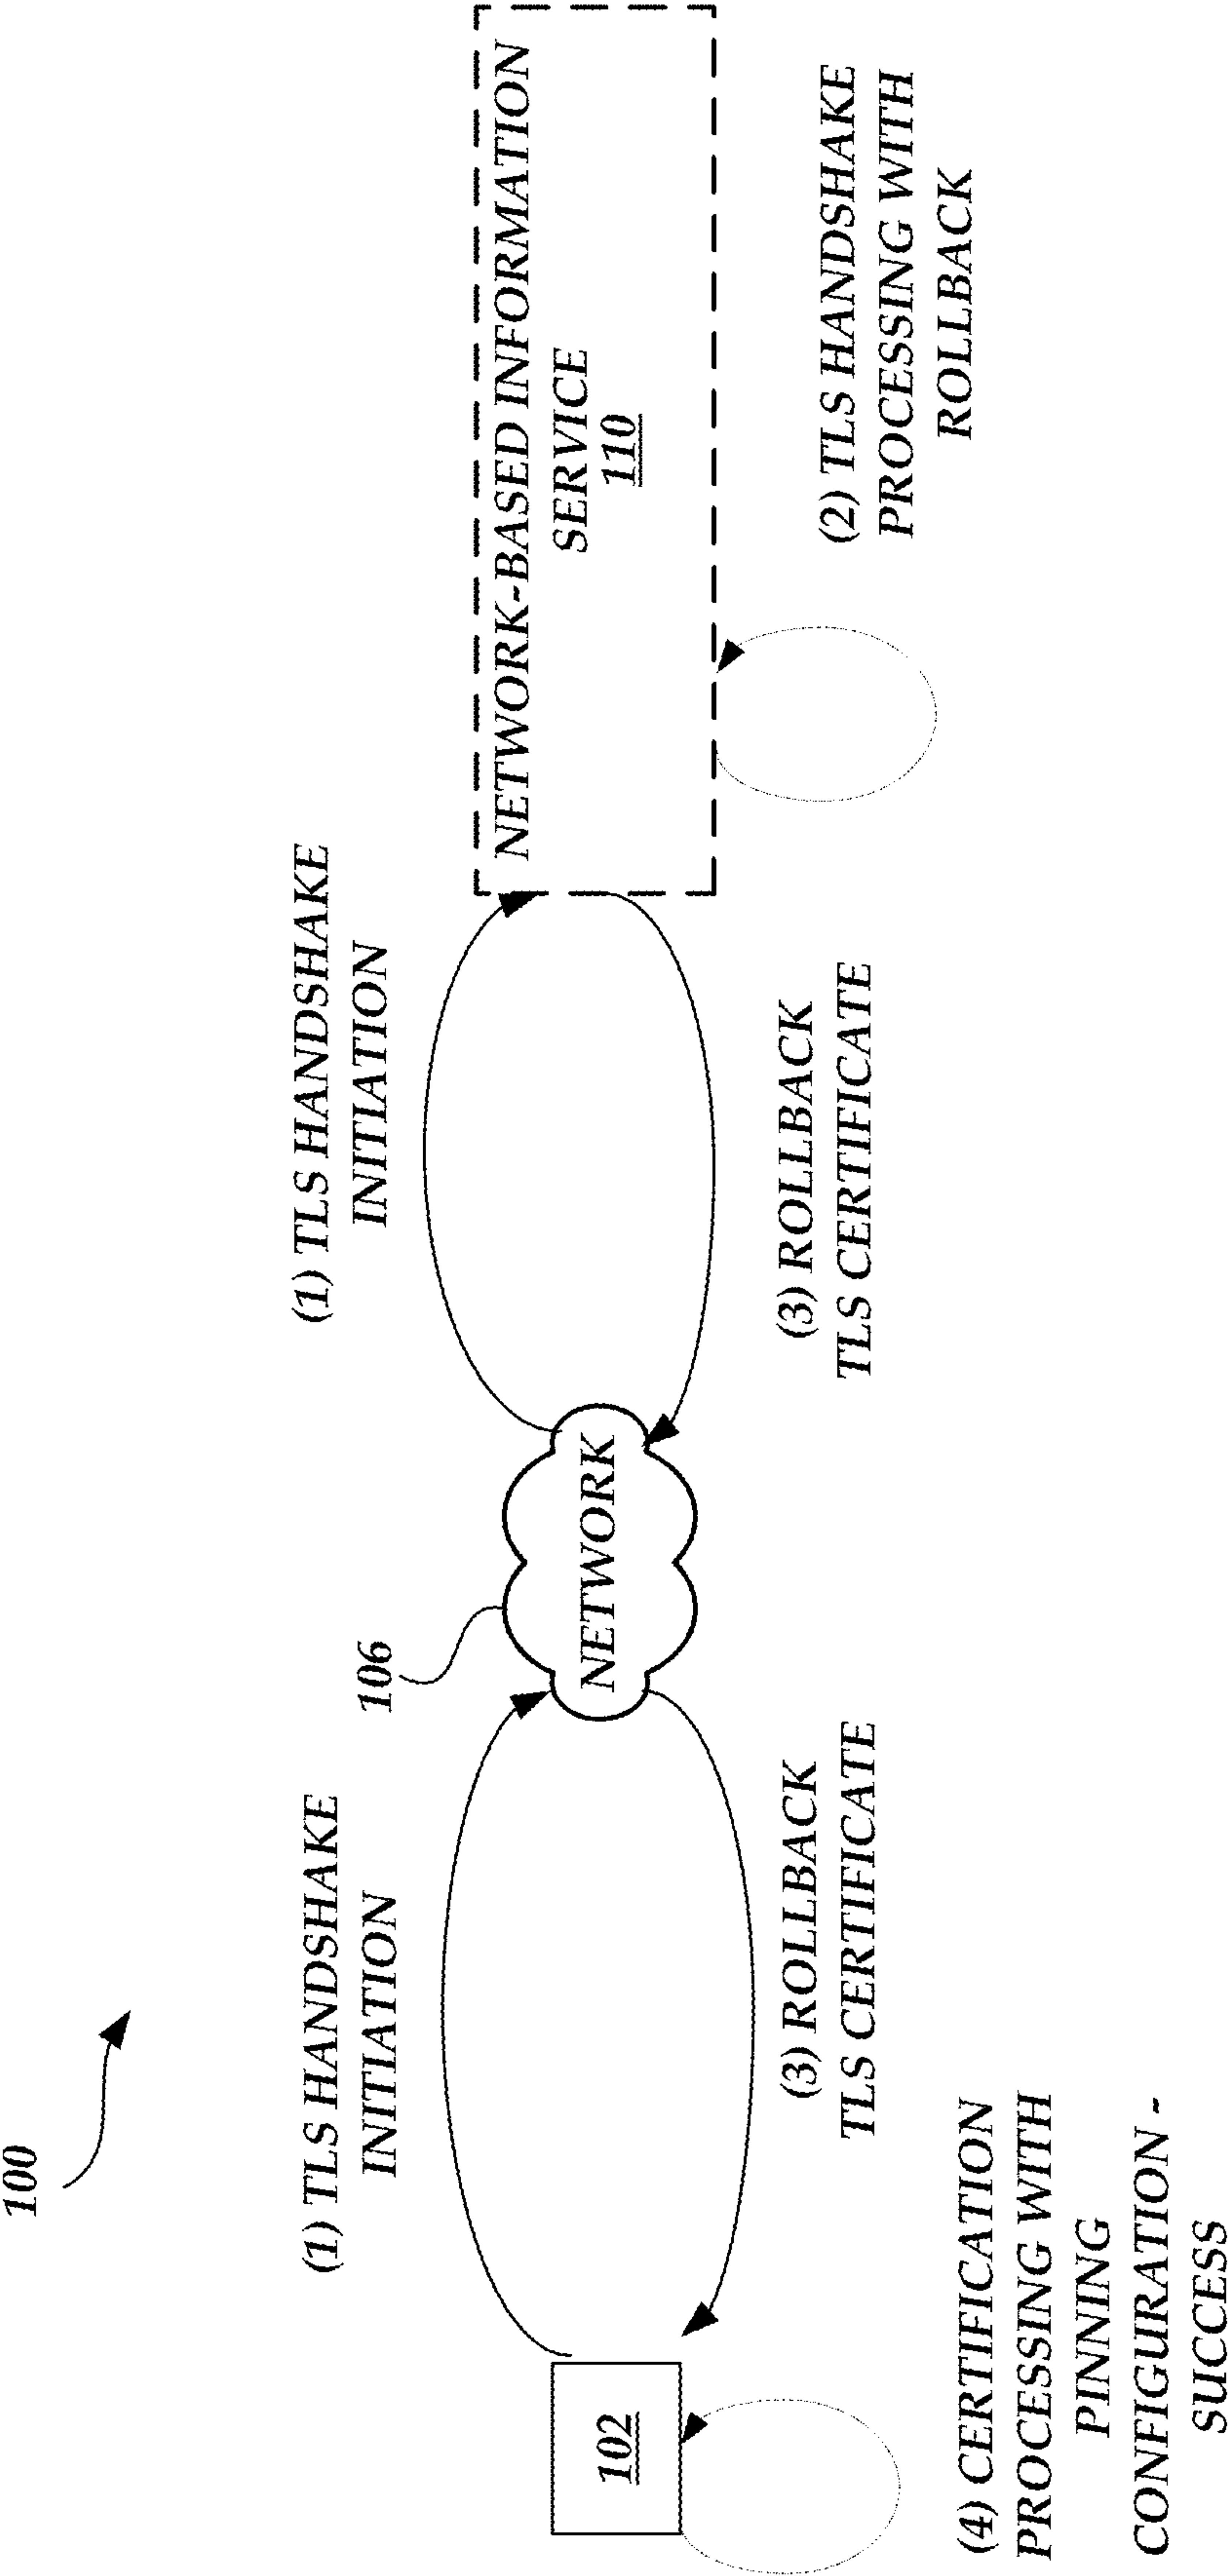 100
(1) TLS HANDSHAKE
INITIATION
106
(1) TLS HANDSHAKE
INITIATION
102
NETWORK
NETWORK-BASED INFORMATION
SERVICE
110
(3) ROLLBACK
TLS CERTIFICATE
(3) ROLLBACK
TLS CERTIFICATE
(2) TLS HANDSHAKE
PROCESSING WITH
ROLLBACK
(4) CERTIFICATION
PROCESSING WITH
PINNING
CONFIGURATION -
SUCCESS